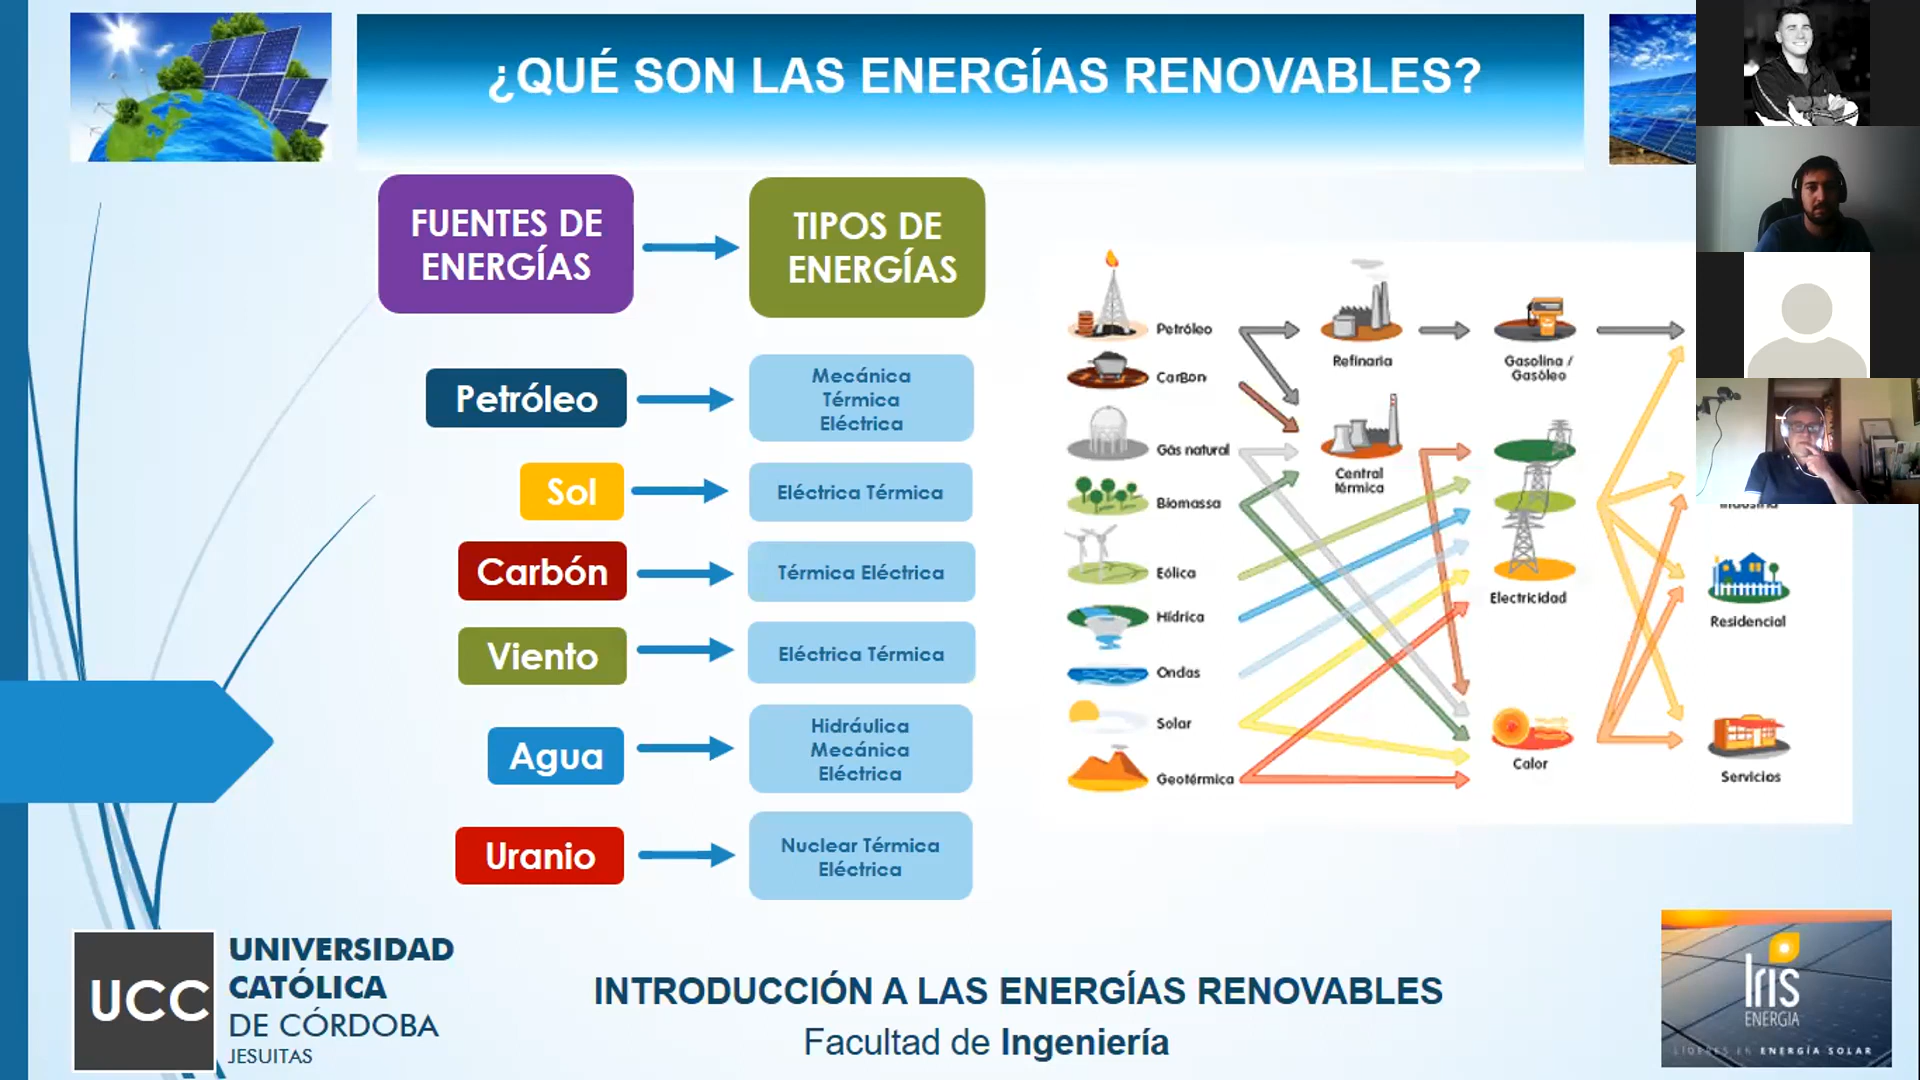 ¿QUÉ SON LAS ENERGÍAS RENOVABLES?
FUENTES DE
ENERGÍAS
TIPOS DE
ENERGÍAS
Petróleo
Mecánica
Térmica
Eléctrica
Sol
Eléctrica Térmica
Carbón
Térmica Eléctrica
Viento
Eléctrica Térmica
Agua
Hidráulica
Mecánica
Eléctrica
Uranio
Nuclear Térmica
Eléctrica
Petróleo
Refinaria
Gasolina /
Gasóleo
CarBon
Gás natural
Central
térmica
Biomassa
Eólica
Hídrica
Ondas
Solar
Geotérmica
Electricidad
Calor
Industria
Residencial
Servicios
UCC
UNIVERSIDAD
CATÓLICA
DE CÓRDOBA
JESUITAS
INTRODUCCIÓN A LAS ENERGÍAS RENOVABLES
Facultad de Ingeniería
Iris
ENERGIA
LÍDERES EN ENERGÍA SOLAR